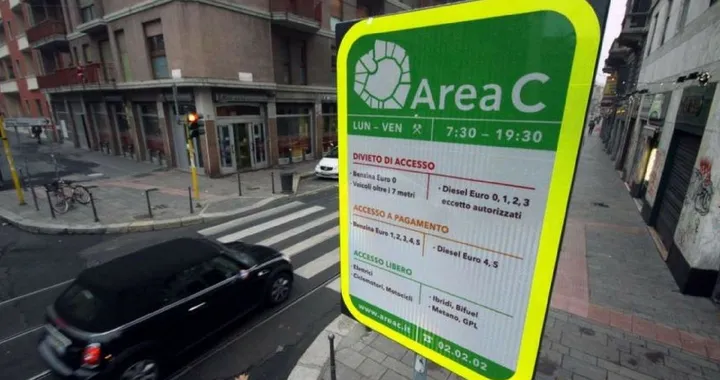 Area C
LUN – VEN 7:30 – 19:30
DIVIETO DI ACCESSO
· Benzina Euro 0
· Veicoli oltre i 7 metri
· Diesel Euro 0, 1, 2, 3
eccetto autorizzati
ACCESSO A PAGAMENTO
· Benzina Euro 1, 2, 3, 4, 5
· Diesel Euro 4, 5
ACCESSO LIBERO
· Elettrici
· Ciclomotori, Motocicli
· Ibridi, Bifuel
· Metano, GPL
www.areac.it
02.02.02